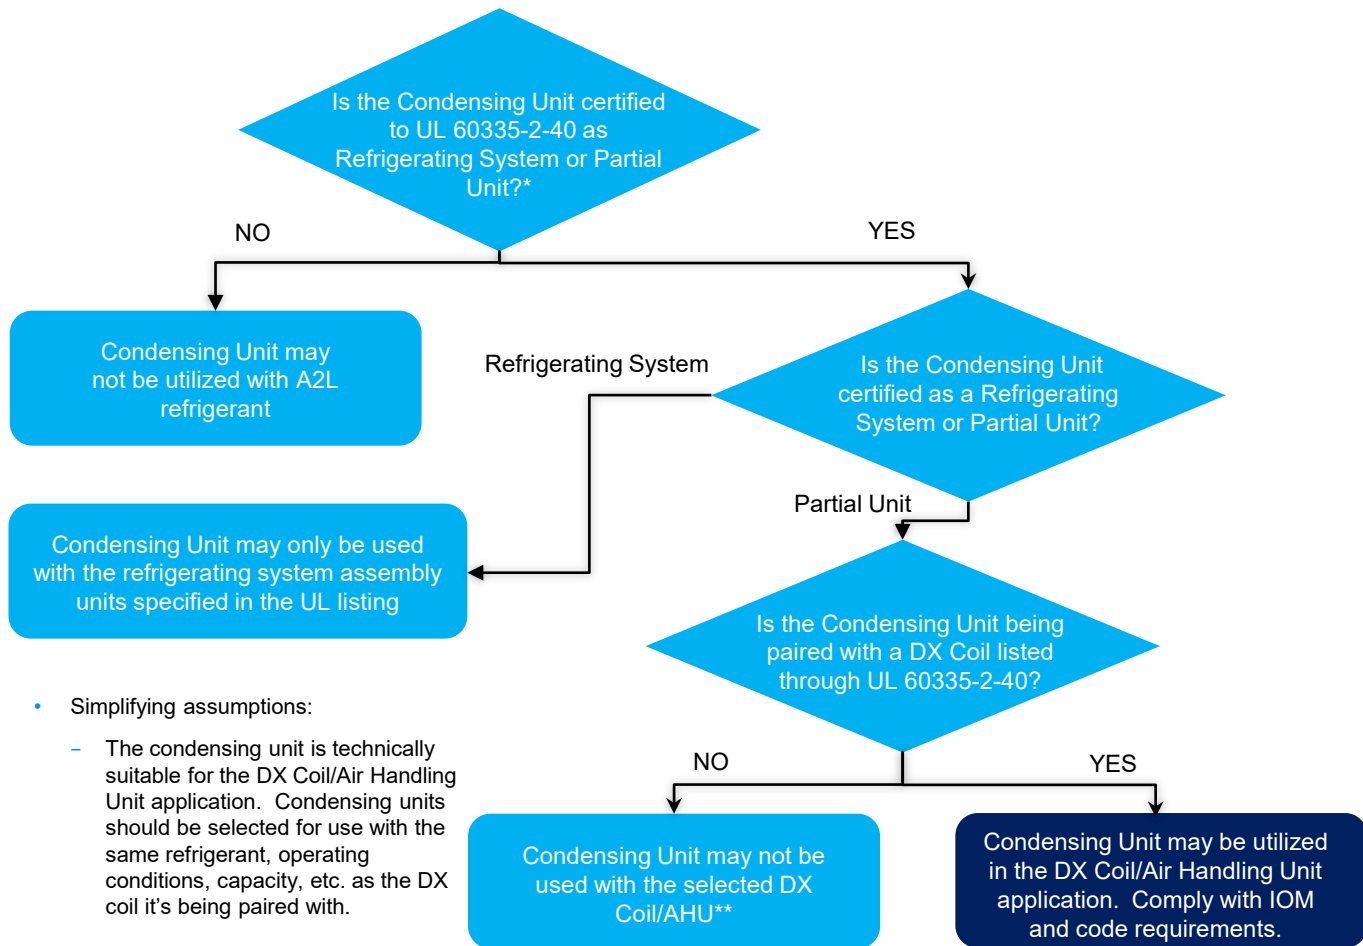 Is the Condensing Unit certified
to UL 60335-2-40 as
Refrigerating System or Partial
Unit?*
NO
YES
Condensing Unit may
not be utilized with A2L
refrigerant
Refrigerating System
Is the Condensing Unit
certified as a Refrigerating
System or Partial Unit?
Partial Unit
Condensing Unit may only be used
with the refrigerating system assembly
units specified in the UL listing
Is the Condensing Unit being
paired with a DX Coil listed
through UL 60335-2-40?
• Simplifying assumptions:
– The condensing unit is technically
suitable for the DX Coil/Air Handling
Unit application.  Condensing units
should be selected for use with the
same refrigerant, operating
conditions, capacity, etc. as the DX
coil it’s being paired with.
NO
YES
Condensing Unit may not be
used with the selected DX
Coil/AHU**
Condensing Unit may be utilized
in the DX Coil/Air Handling Unit
application.  Comply with IOM
and code requirements.